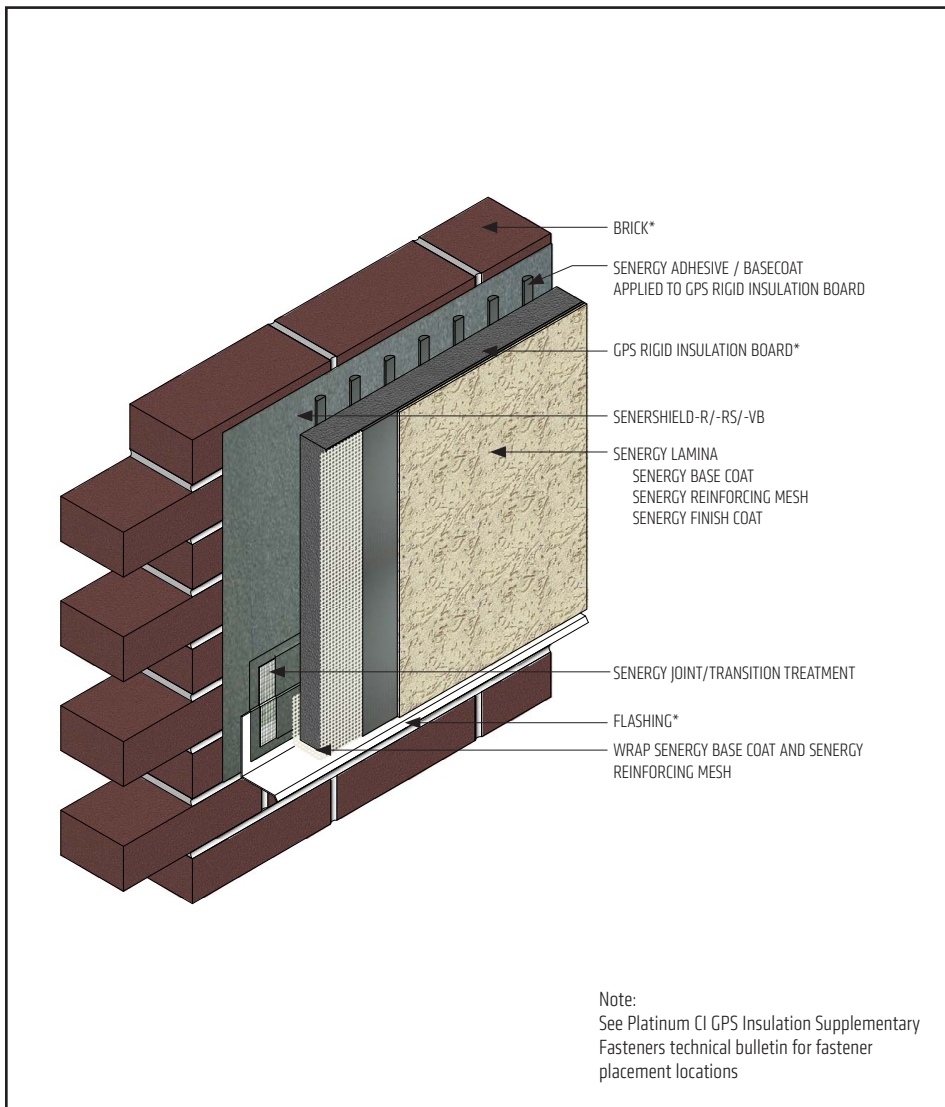 BRICK*
SENERGY ADHESIVE / BASECOAT
APPLIED TO GPS RIGID INSULATION BOARD
GPS RIGID INSULATION BOARD*
SENERSHIELD-R/-RS/-VB
SENERGY LAMINA
SENERGY BASE COAT
SENERGY REINFORCING MESH
SENERGY FINISH COAT
SENERGY JOINT/TRANSITION TREATMENT
FLASHING*
WRAP SENERGY BASE COAT AND SENERGY
REINFORCING MESH
Note:
See Platinum CI GPS Insulation Supplementary
Fasteners technical bulletin for fastener
placement locations